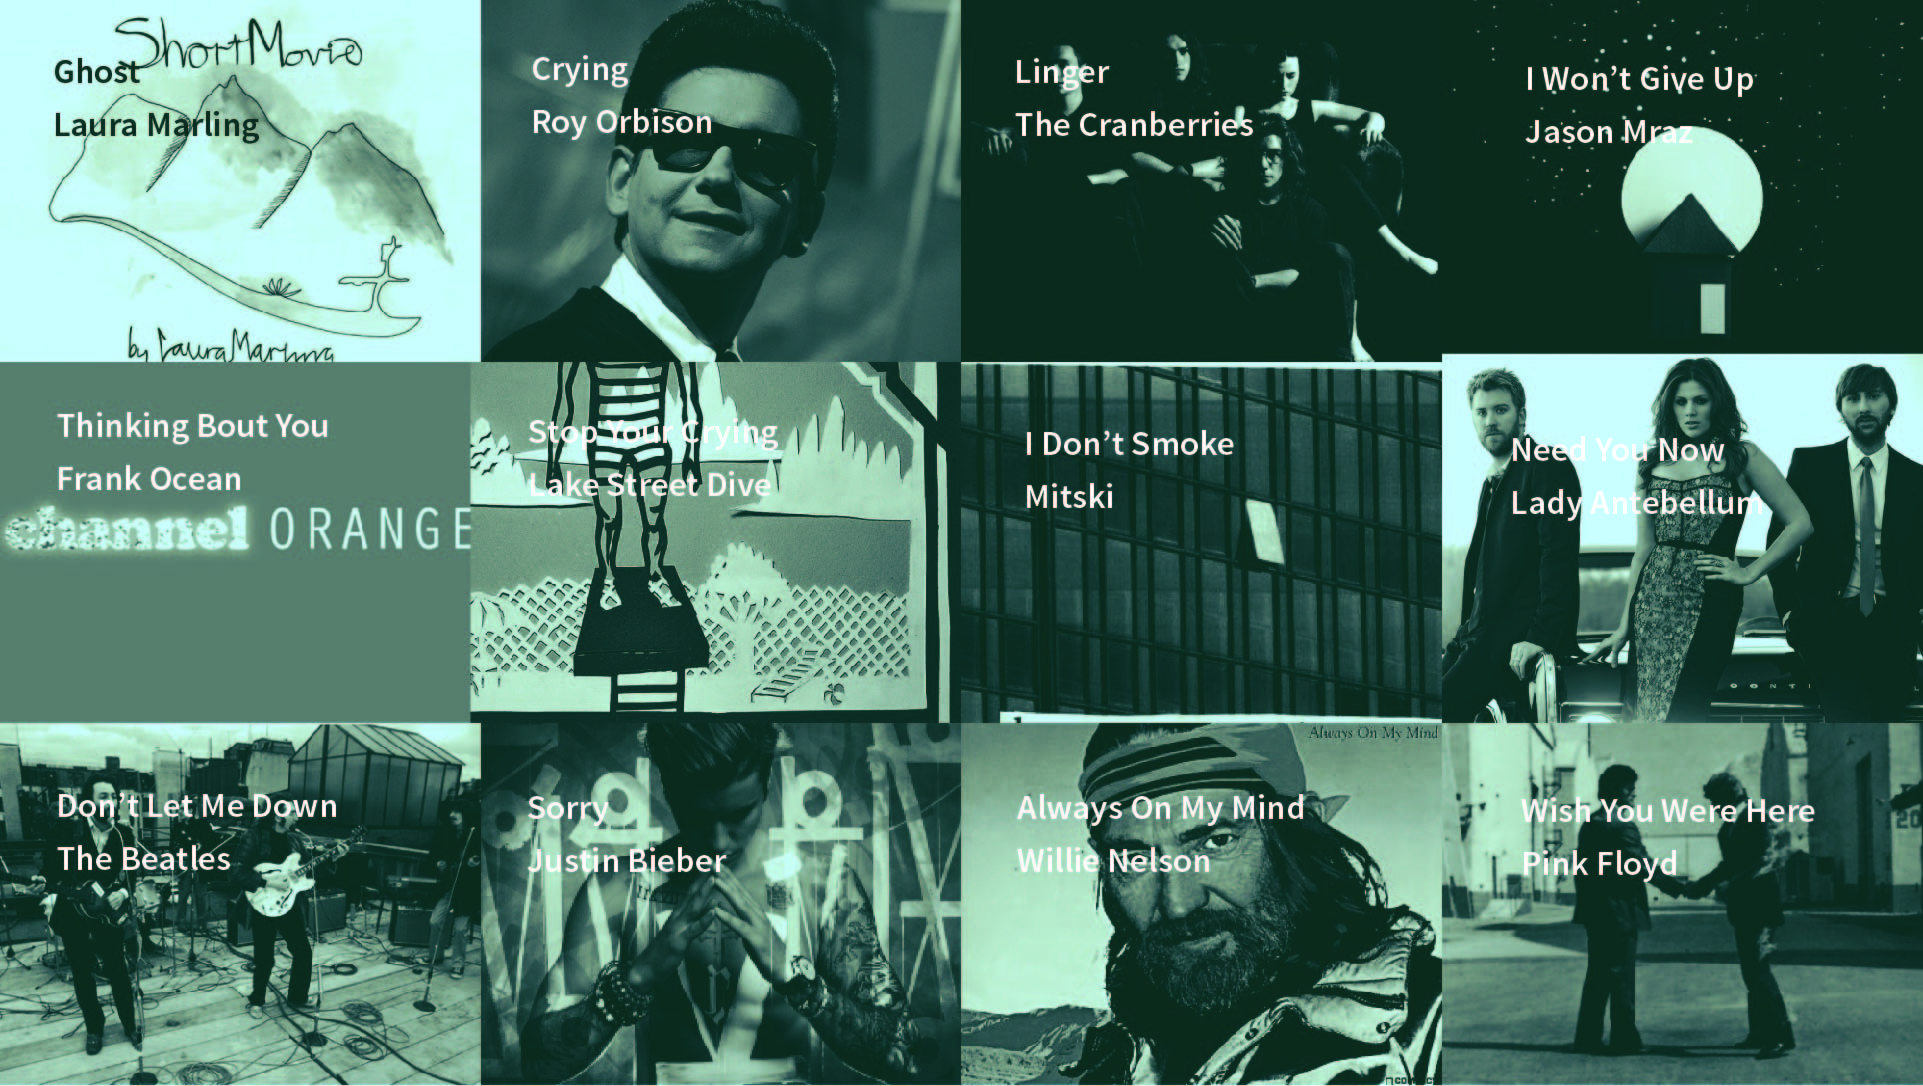 Short Movie
Ghost
Laura Marling
by Laura Marling
Crying
Roy Orbison
Linger
The Cranberries
I Won’t Give Up
Jason Mraz
Thinking Bout You
Frank Ocean
channel ORANGE
Stop Your Crying
Lake Street Dive
I Don’t Smoke
Mitski
Need You Now
Lady Antebellum
Don’t Let Me Down
The Beatles
Sorry
Justin Bieber
Always On My Mind
Always On My Mind
Willie Nelson
Wish You Were Here
Pink Floyd
20